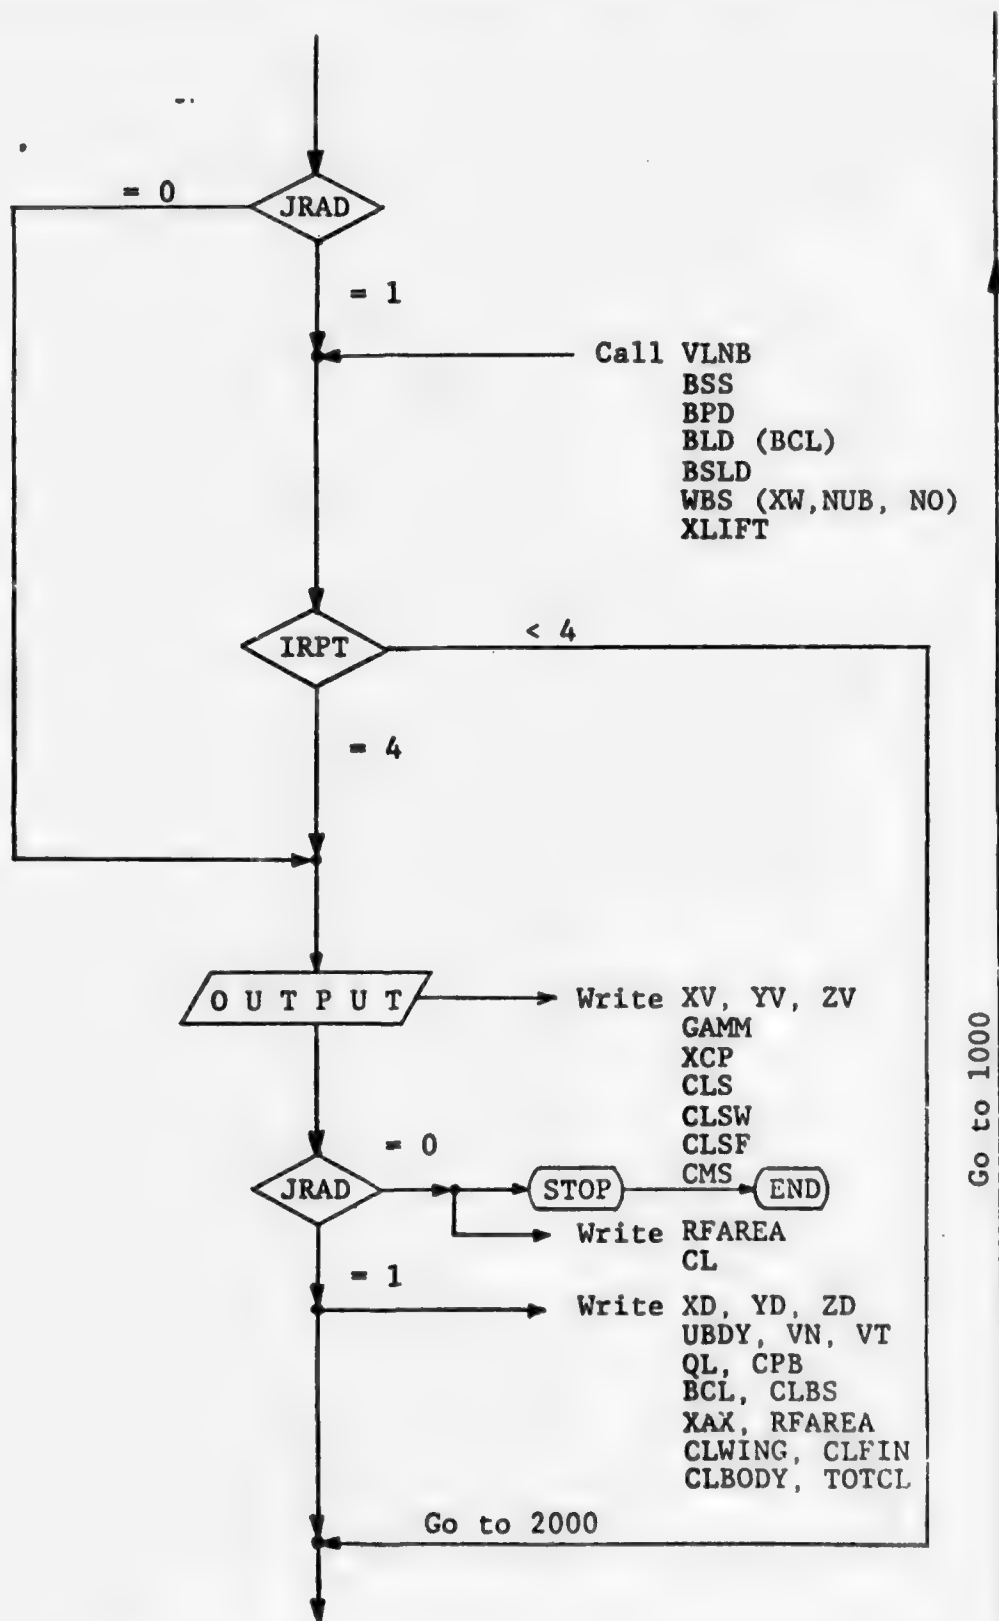 = 0
JRAD
= 1
Call VLNB
BSS
BPD
BLD (BCL)
BSLD
WBS (XW,NUB, NO)
XLIFT
IRPT
< 4
= 4
O U T P U T
Write XV, YV, ZV
GAMM
XCP
CLS
CLSW
CLSF
CMS
= 0
JRAD
STOP
END
Write RFAREA
CL
= 1
Write XD, YD, ZD
UBDY, VN, VT
QL, CPB
BCL, CLBS
XAX, RFAREA
CLWING, CLFIN
CLBODY, TOTCL
Go to 2000
Go to 1000